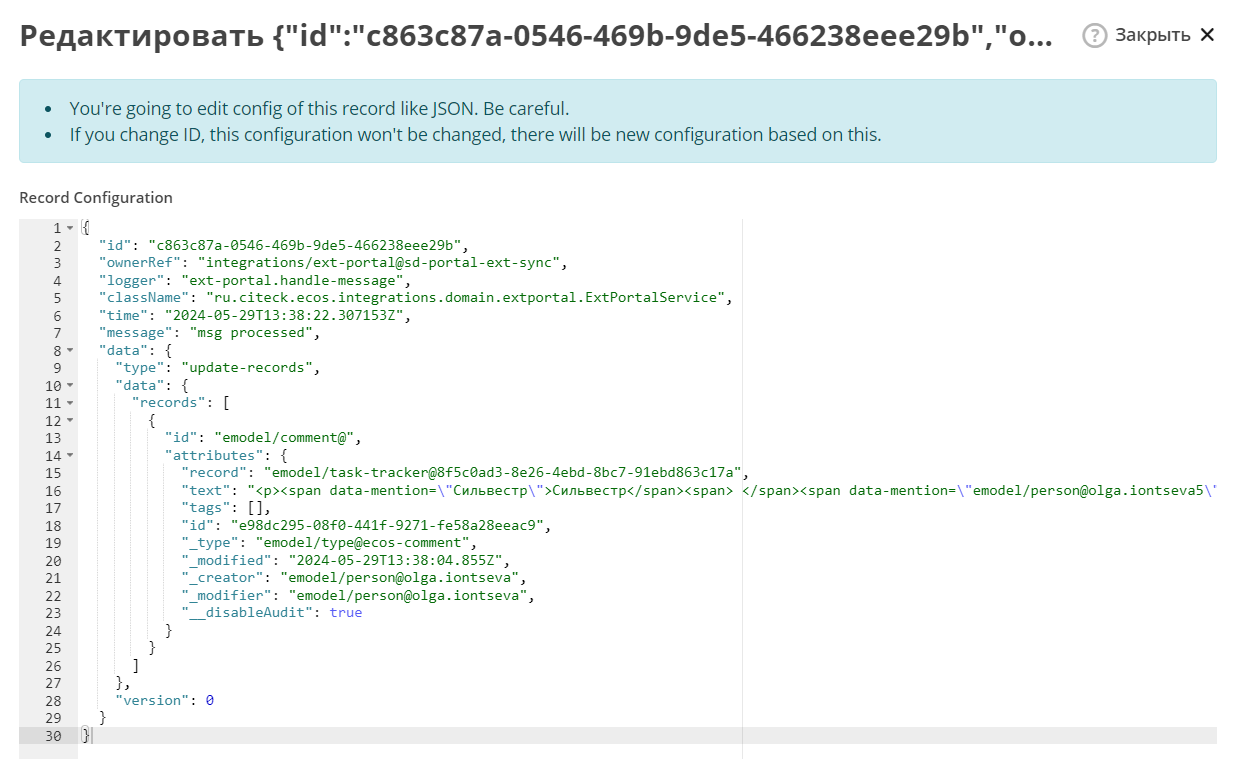 Редактировать {"id":"c863c87a-0546-469b-9de5-466238eee29b","o...
? Закрыть ✕
• You're going to edit config of this record like JSON. Be careful.
• If you change ID, this configuration won't be changed, there will be new configuration based on this.
Record Configuration
1 {
2 "id": "c863c87a-0546-469b-9de5-466238eee29b",
3 "ownerRef": "integrations/ext-portal@sd-portal-ext-sync",
4 "logger": "ext-portal.handle-message",
5 "className": "ru.citeck.ecos.integrations.domain.extportal.ExtPortalService",
6 "time": "2024-05-29T13:38:22.307153Z",
7 "message": "msg processed",
8 "data": {
9 "type": "update-records",
10 "data": {
11 "records": [
12 {
13 "id": "emodel/comment@",
14 "attributes": {
15 "record": "emodel/task-tracker@8f5c0ad3-8e26-4ebd-8bc7-91ebd863c17a",
16 "text": "<p><span data-mention=\"Сильвестр\">Сильвестр</span><span> </span><span data-mention=\"emodel/person@olga.iontseva5\"
17 "tags": [],
18 "id": "e98dc295-08f0-441f-9271-fe58a28eeac9",
19 "_type": "emodel/type@ecos-comment",
20 "_modified": "2024-05-29T13:38:04.855Z",
21 "_creator": "emodel/person@olga.iontseva",
22 "_modifier": "emodel/person@olga.iontseva",
23 "__disableAudit": true
24 }
25 }
26 ]
27 },
28 "version": 0
29 }
30 }